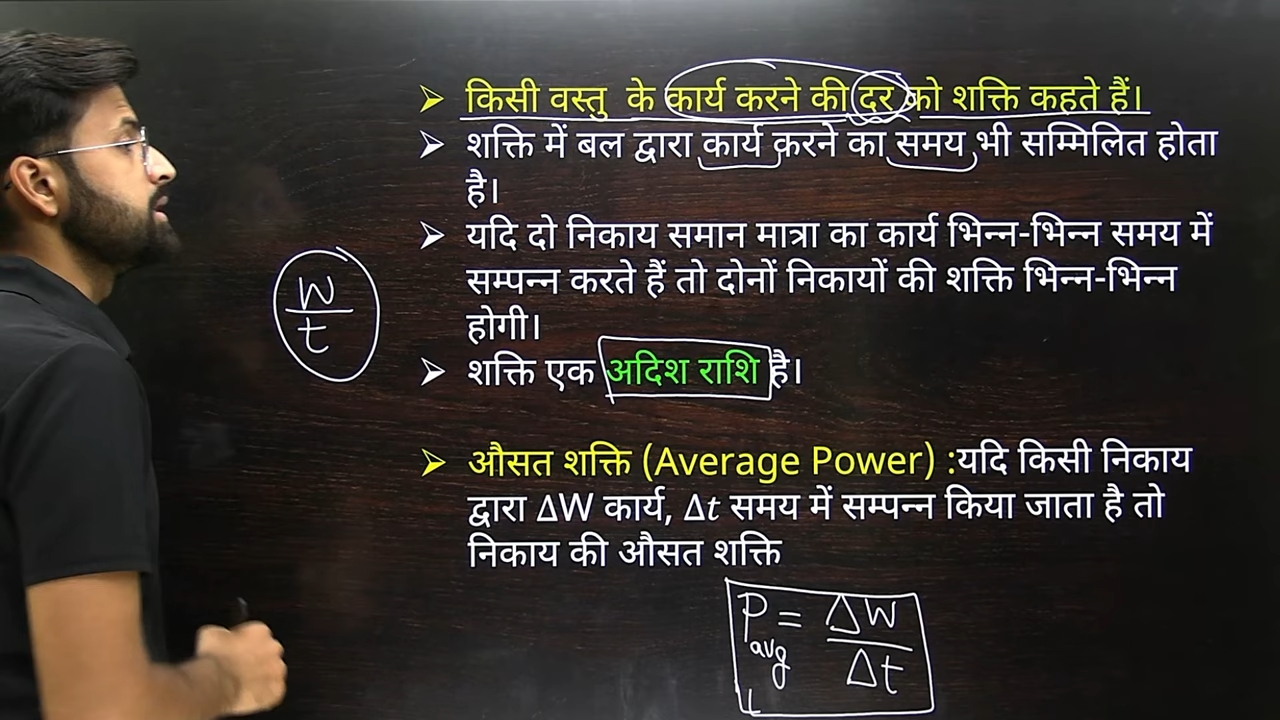 ➤ किसी वस्तु के कार्य करने की दर को शक्ति कहते हैं।
➤ शक्ति में बल द्वारा कार्य करने का समय भी सम्मिलित होता
है।
➤ यदि दो निकाय समान मात्रा का कार्य भिन्न-भिन्न समय में
सम्पन्न करते हैं तो दोनों निकायों की शक्ति भिन्न-भिन्न
होगी।
W
t
➤ शक्ति एक अदिश राशि है।
➤ औसत शक्ति (Average Power) :यदि किसी निकाय
द्वारा ΔW कार्य, Δt समय में सम्पन्न किया जाता है तो
निकाय की औसत शक्ति
P avg = ΔW
Δt